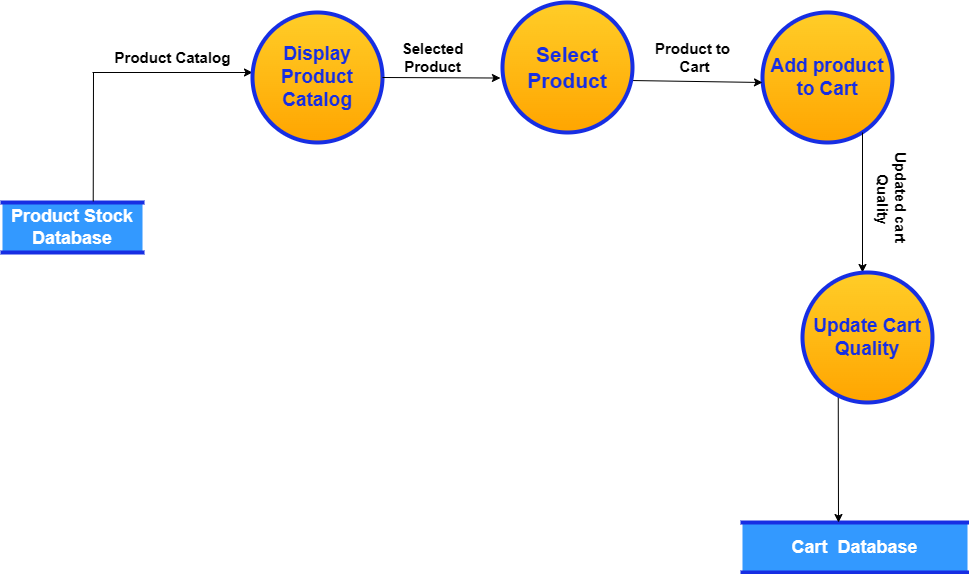 Product Catalog
Display
Product
Catalog
Selected
Product
Select
Product
Product to
Cart
Add product
to Cart
Updated cart
Quality
Product Stock
Database
Update Cart
Quality
Cart Database